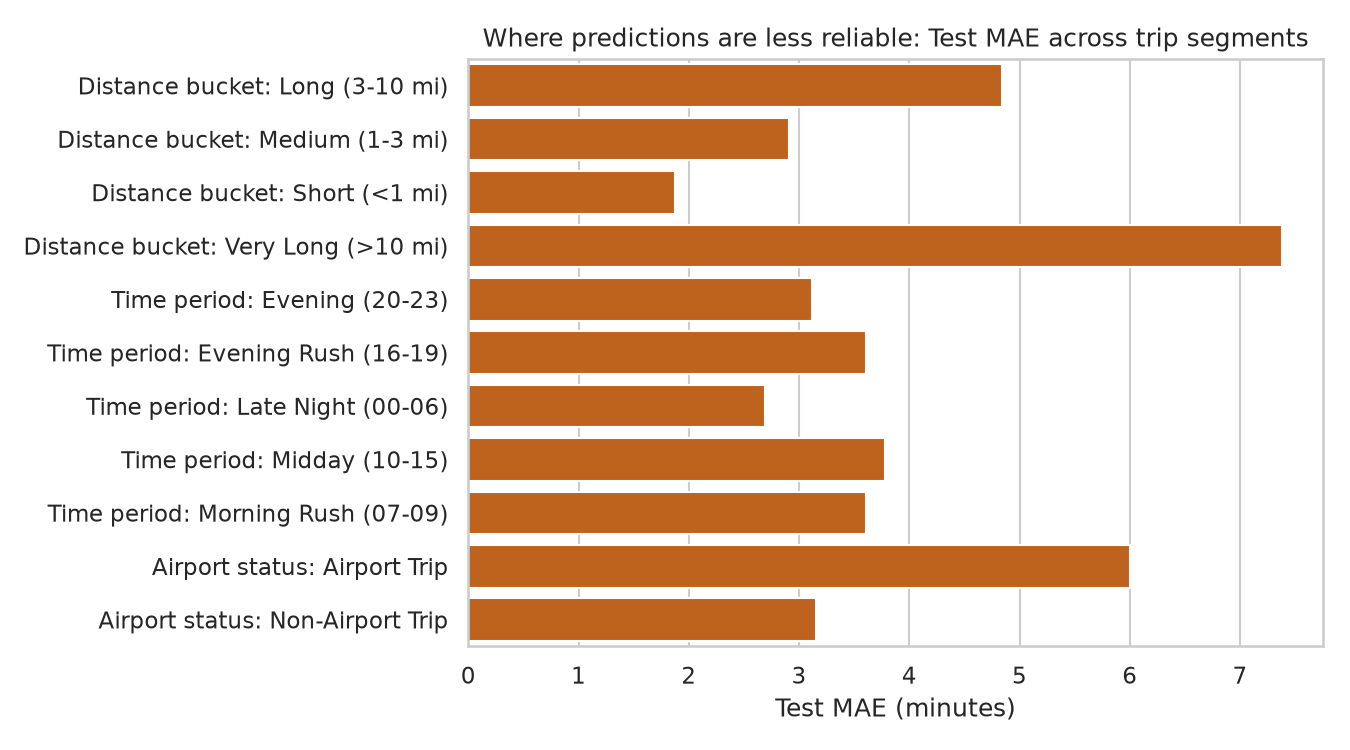 Where predictions are less reliable: Test MAE across trip segments
Distance bucket: Long (3-10 mi)
Distance bucket: Medium (1-3 mi)
Distance bucket: Short (<1 mi)
Distance bucket: Very Long (>10 mi)
Time period: Evening (20-23)
Time period: Evening Rush (16-19)
Time period: Late Night (00-06)
Time period: Midday (10-15)
Time period: Morning Rush (07-09)
Airport status: Airport Trip
Airport status: Non-Airport Trip
0 1 2 3 4 5 6 7
Test MAE (minutes)